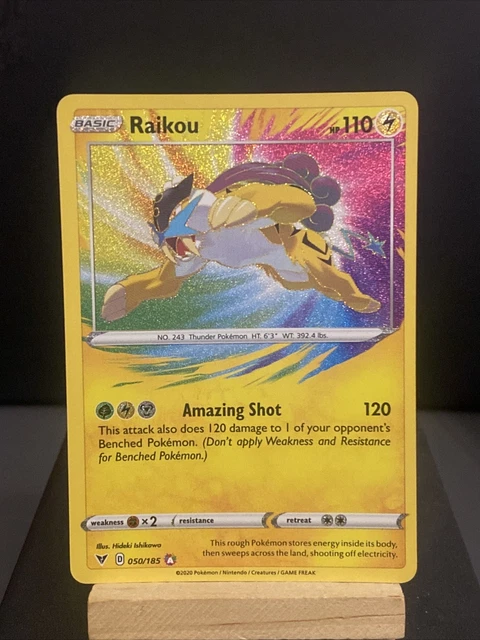 BASIC Raikou HP 110
NO. 243 Thunder Pokémon HT: 6'3" WT: 392.4 lbs.
Amazing Shot 120
This attack also does 120 damage to 1 of your opponent's
Benched Pokémon. (Don't apply Weakness and Resistance
for Benched Pokémon.)
weakness ×2 resistance retreat
Illus. Hideki Ishikawa
This rough Pokémon stores energy inside its body,
then sweeps across the land, shooting off electricity.
D 050/185 A
©2020 Pokémon / Nintendo / Creatures / GAME FREAK